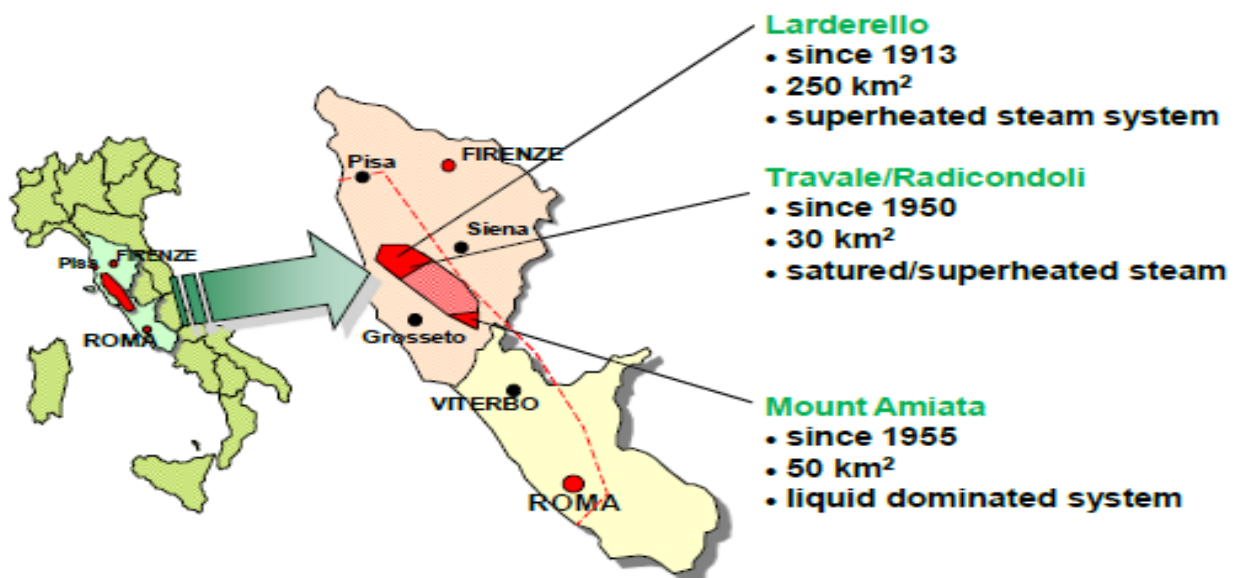 Larderello
• since 1913
• 250 km²
• superheated steam system
Travale/Radicondoli
• since 1950
• 30 km²
• satured/superheated steam
Mount Amiata
• since 1955
• 50 km²
• liquid dominated system
Pisa
FIRENZE
Siena
Grosseto
VITERBO
ROMA
Pisa
FIRENZE
ROMA